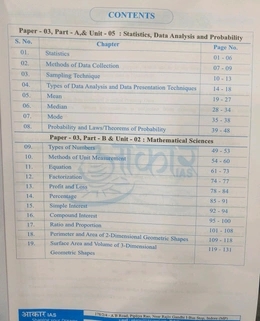 CONTENTS
Paper - 03, Part - A,& Unit - 05 : Statistics, Data Analysis and Probability
S. No. Chapter Page No.
01. Statistics 01 - 06
02. Methods of Data Collection 07 - 09
03. Sampling Technique 10 - 13
04. Types of Data Analysis and Data Presentation Techniques 14 - 18
05. Mean 19 - 27
06. Median 28 - 34
07. Mode 35 - 38
08. Probability and Laws/Theorems of Probability 39 - 48
Paper - 03, Part - B & Unit - 02 : Mathematical Sciences
09. Types of Numbers 49 - 53
10. Methods of Unit Measurement 54 - 60
11. Equation 61 - 73
12. Factorization 74 - 77
13. Profit and Loss 78 - 84
14. Percentage 85 - 91
15. Simple Interest 92 - 94
16. Compound Interest 95 - 100
17. Ratio and Proportion 101 - 108
18. Perimeter and Area of 2-Dimensional Geometric Shapes 109 - 118
19. Surface Area and Volume of 3-Dimensional 119 - 131
Geometric Shapes
आकार IAS